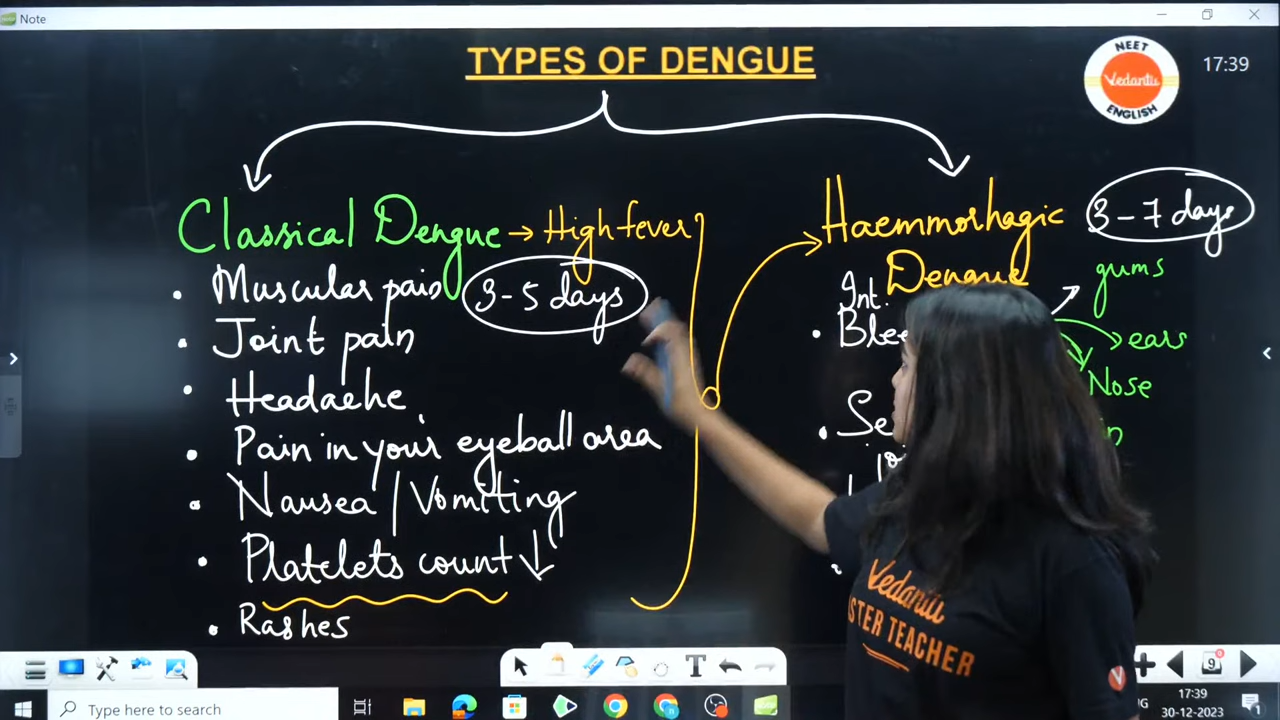 Note
TYPES OF DENGUE
NEET
Vedantu
ENGLISH
17:39
Classical Dengue → High fever
3-5 days
• Muscular pain
• Joint pain
• Headache
• Pain in your eyeball area
• Nausea / Vomiting
• Platelets count ↓
• Rashes
Haemmorhagic
Dengue
3-7 days
Int.
gums
ears
Nose
Vedantu
TEACHER
T
9
Type here to search
17:39
30-12-2023